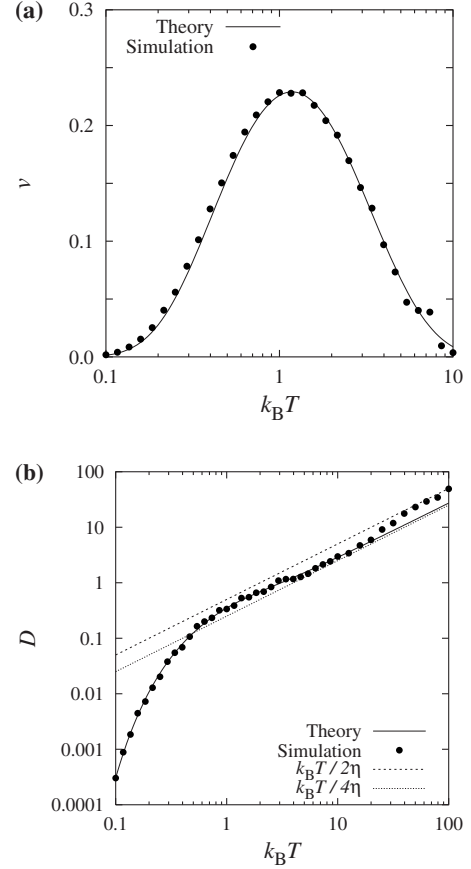 (a)
0.3
Theory
Simulation
0.2
v
0.1
0.0
0.1 1 10
k_BT
(b)
100
10
1
D
0.1
0.01
0.001
0.0001
Theory
Simulation
k_BT/2η
k_BT/4η
0.1 1 10 100
k_BT